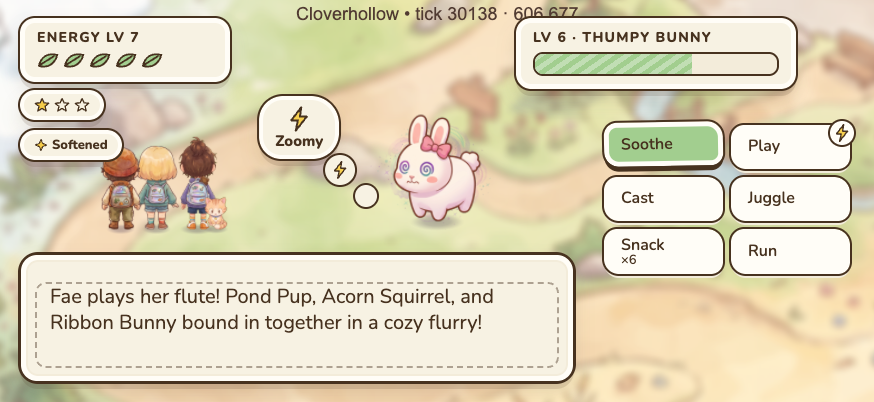 Cloverhollow • tick 30138 · 606,677
ENERGY LV 7
LV 6 · THUMPY BUNNY
Softened
Zoomy
Soothe
Play
Cast
Juggle
Snack
×6
Run
Fae plays her flute! Pond Pup, Acorn Squirrel, and
Ribbon Bunny bound in together in a cozy flurry!